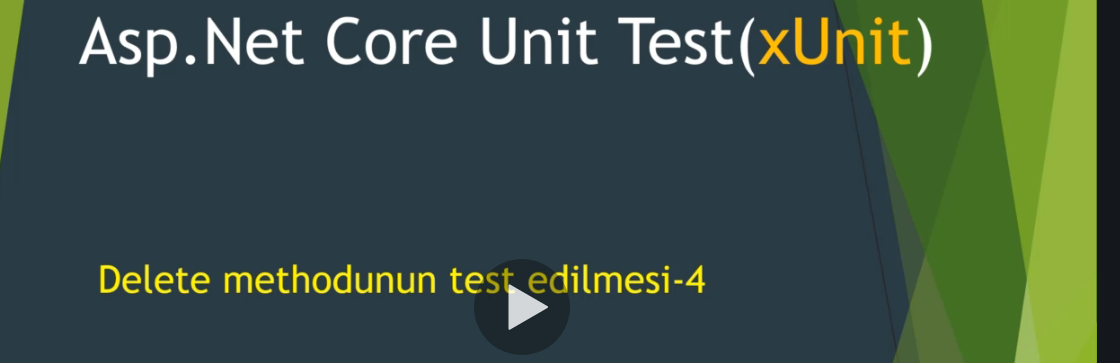 Asp.Net Core Unit Test(xUnit)
Delete methodunun test edilmesi-4